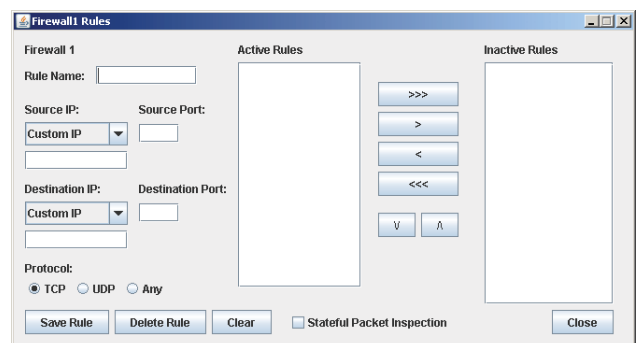 Firewall1 Rules
Firewall 1
Active Rules
Inactive Rules
Rule Name:
>>>
Source IP:
Source Port:
Custom IP
>
<
Destination IP:
Destination Port:
<<<
Custom IP
V
Λ
Protocol:
TCP
UDP
Any
Save Rule
Delete Rule
Clear
Stateful Packet Inspection
Close